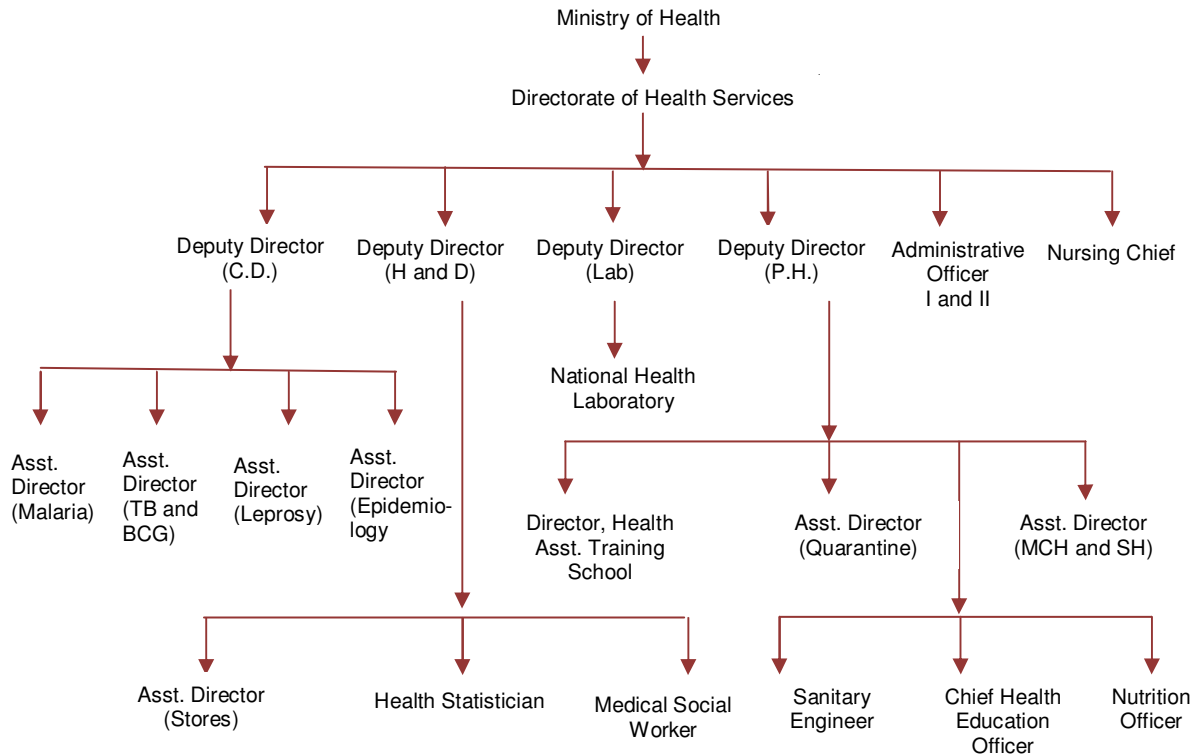 Ministry of Health
Directorate of Health Services
Deputy Director
(C.D.)
Deputy Director
(H and D)
Deputy Director
(Lab)
Deputy Director
(P.H.)
Administrative
Officer
I and II
Nursing Chief
National Health
Laboratory
Asst.
Director
(Malaria)
Asst.
Director
(TB and
BCG)
Asst.
Director
(Leprosy)
Asst.
Director
(Epidemio-
logy
Director, Health
Asst. Training
School
Asst. Director
(Quarantine)
Asst. Director
(MCH and SH)
Asst. Director
(Stores)
Health Statistician
Medical Social
Worker
Sanitary
Engineer
Chief Health
Education
Officer
Nutrition
Officer